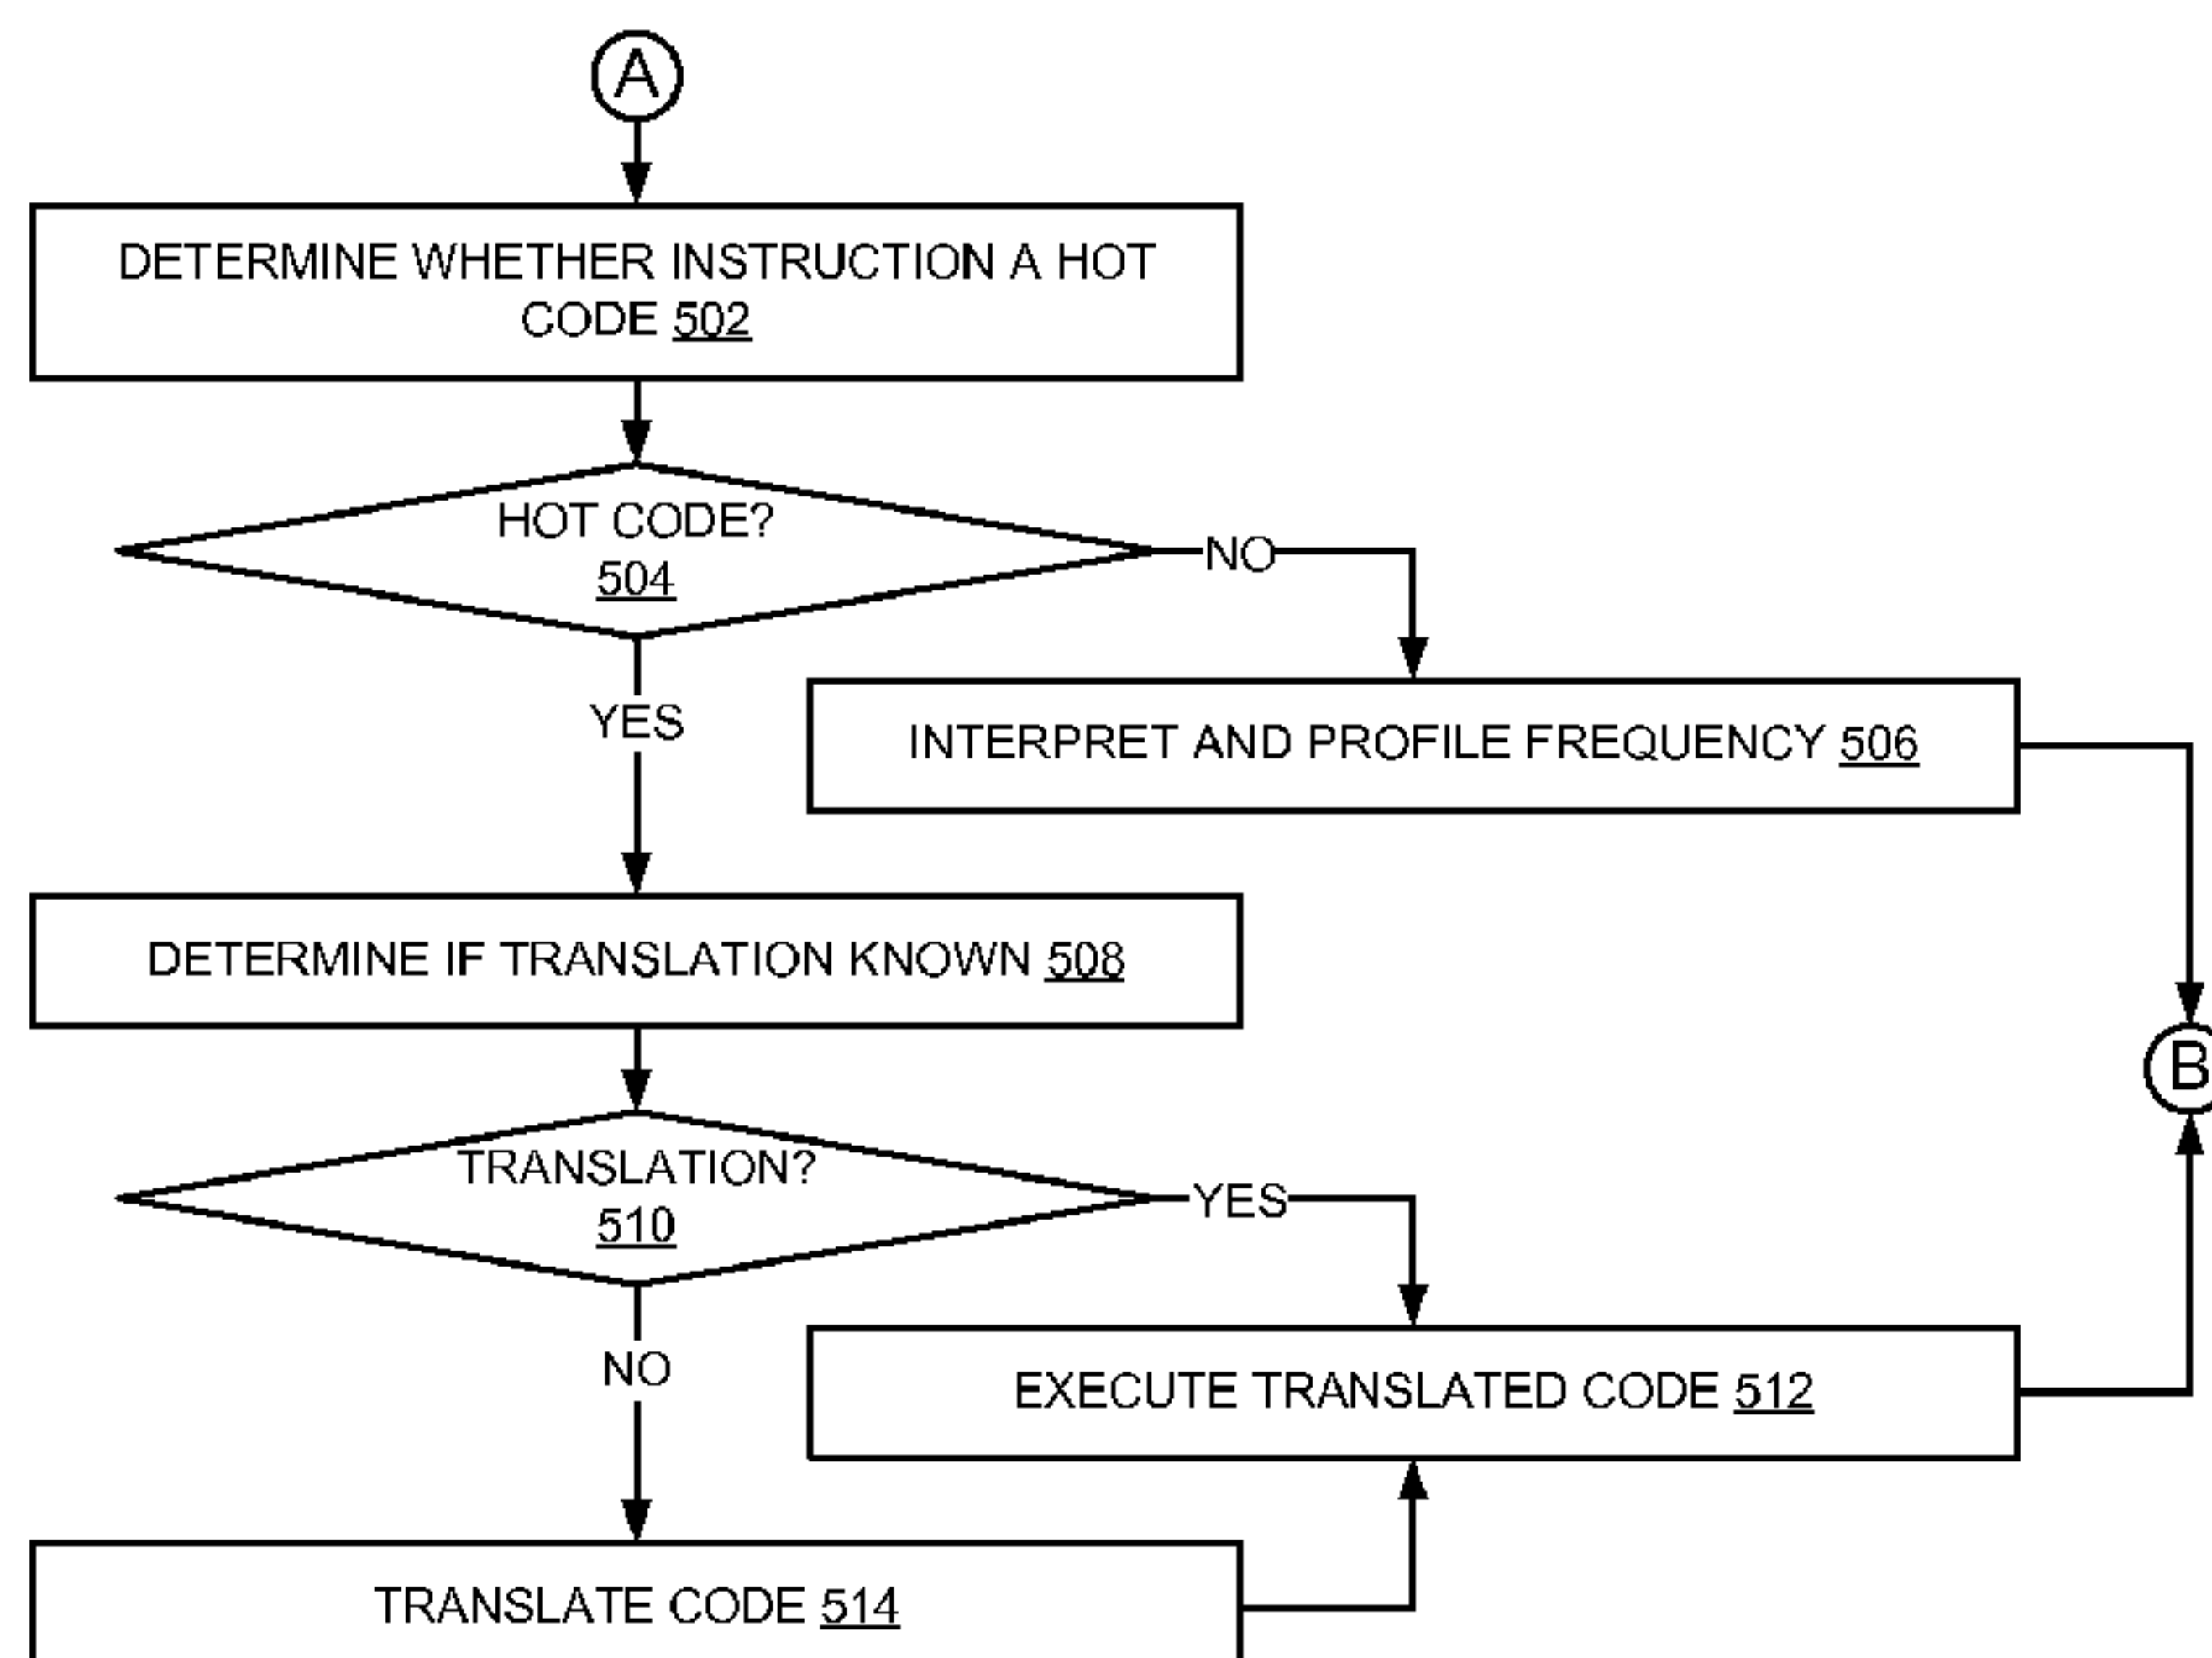 A
DETERMINE WHETHER INSTRUCTION A HOT
CODE 502
HOT CODE?
504
NO
YES
INTERPRET AND PROFILE FREQUENCY 506
DETERMINE IF TRANSLATION KNOWN 508
B
TRANSLATION?
510
YES
NO
EXECUTE TRANSLATED CODE 512
TRANSLATE CODE 514